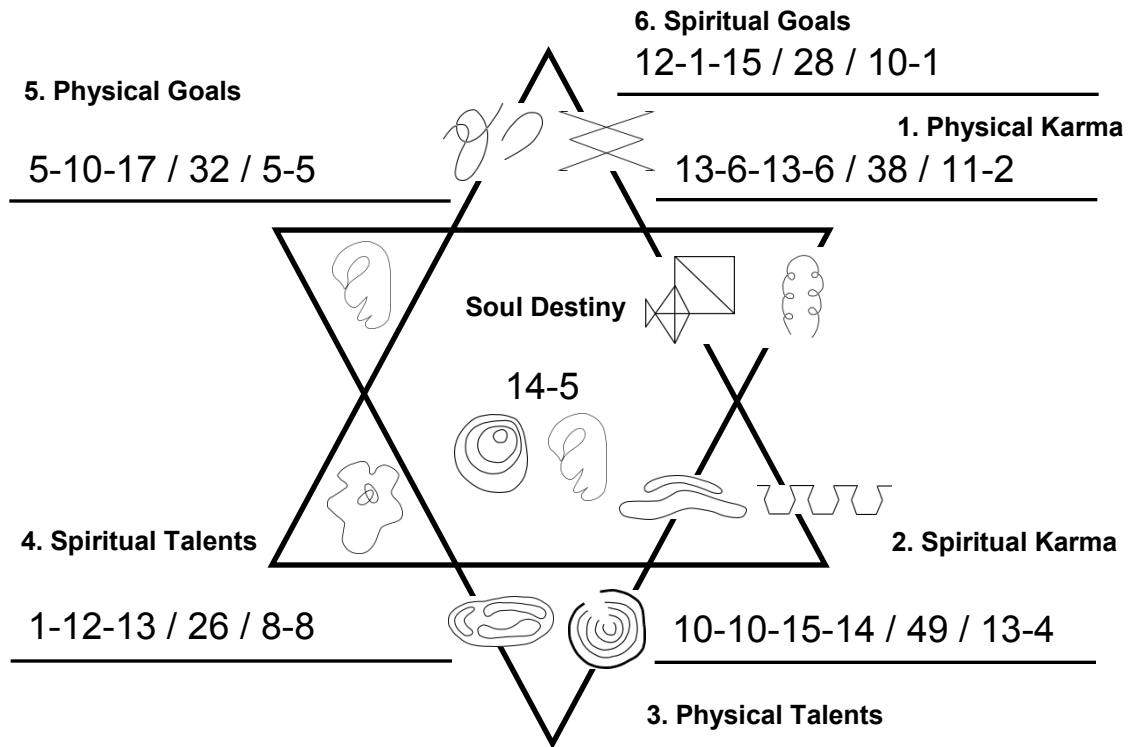 6. Spiritual Goals
12-1-15 / 28 / 10-1
5. Physical Goals
1. Physical Karma
5-10-17 / 32 / 5-5
13-6-13-6 / 38 / 11-2
Soul Destiny
14-5
4. Spiritual Talents
2. Spiritual Karma
1-12-13 / 26 / 8-8
10-10-15-14 / 49 / 13-4
3. Physical Talents